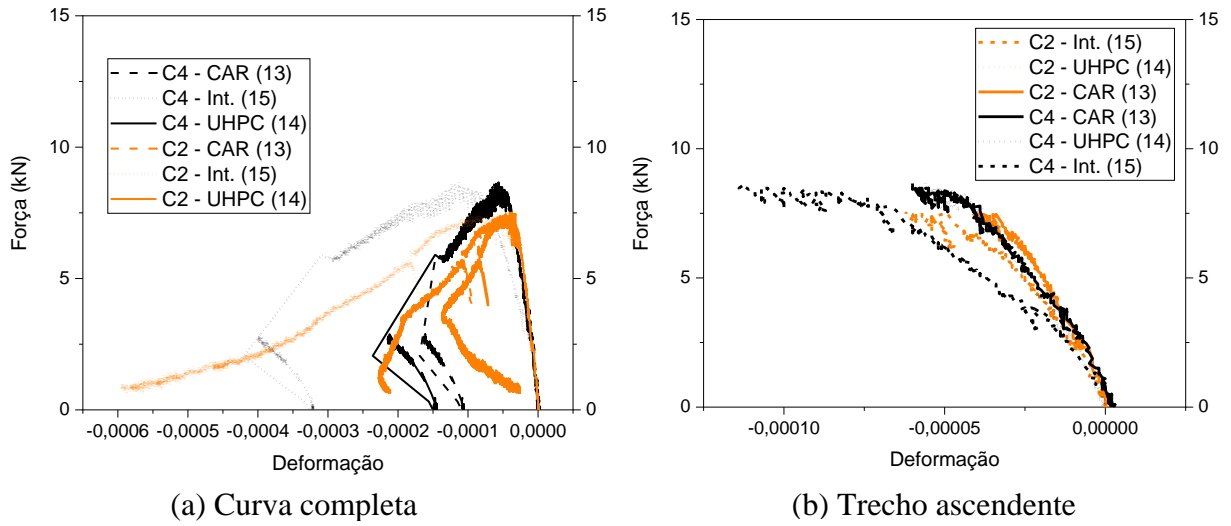 15
10
5
0
Força (kN)
C4 - CAR (13)
C4 - Int. (15)
C4 - UHPC (14)
C2 - CAR (13)
C2 - Int. (15)
C2 - UHPC (14)
15
10
5
0
-0,0006 -0,0005 -0,0004 -0,0003 -0,0002 -0,0001 0,0000
Deformação
(a) Curva completa
15
10
5
0
Força (kN)
C2 - Int. (15)
C2 - UHPC (14)
C2 - CAR (13)
C4 - CAR (13)
C4 - UHPC (14)
C4 - Int. (15)
15
10
5
0
-0,00010 -0,00005 0,00000
Deformação
(b) Trecho ascendente